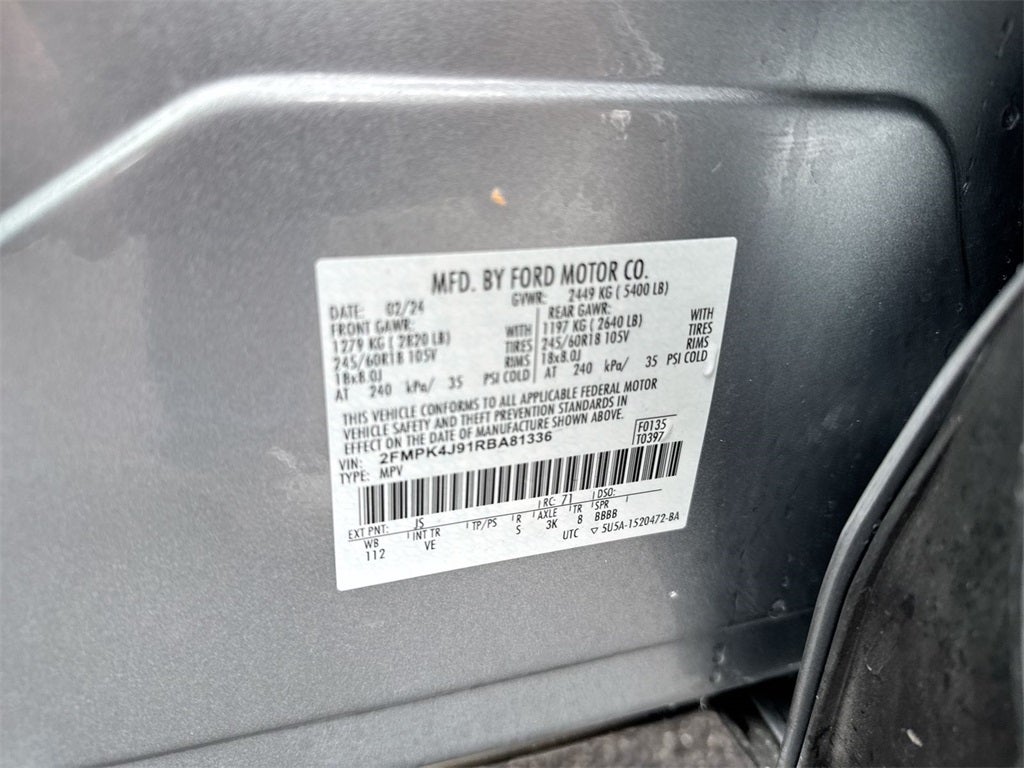 MFD. BY FORD MOTOR CO.
DATE: 02/24 GVWR: 2449 KG ( 5400 LB)
FRONT GAWR: REAR GAWR:
1279 KG ( 2820 LB) WITH 1197 KG ( 2640 LB) WITH
245/60R18 105V TIRES 245/60R18 105V TIRES
18x8.0J RIMS 18x8.0J RIMS
AT 240 kPa/ 35 PSI COLD AT 240 kPa/ 35 PSI COLD
THIS VEHICLE CONFORMS TO ALL APPLICABLE FEDERAL MOTOR
VEHICLE SAFETY AND THEFT PREVENTION STANDARDS IN
EFFECT ON THE DATE OF MANUFACTURE SHOWN ABOVE.
VIN: 2FMPK4J91RBA81336 F0135
TYPE: MPV T0397
EXT PNT: JS RC: 71 DSO:
WB INT TR TP/PS R AXLE TR SPR
112 VE S 3K 8 BBBB
UTC ▽ 5U5A-1520472-BA